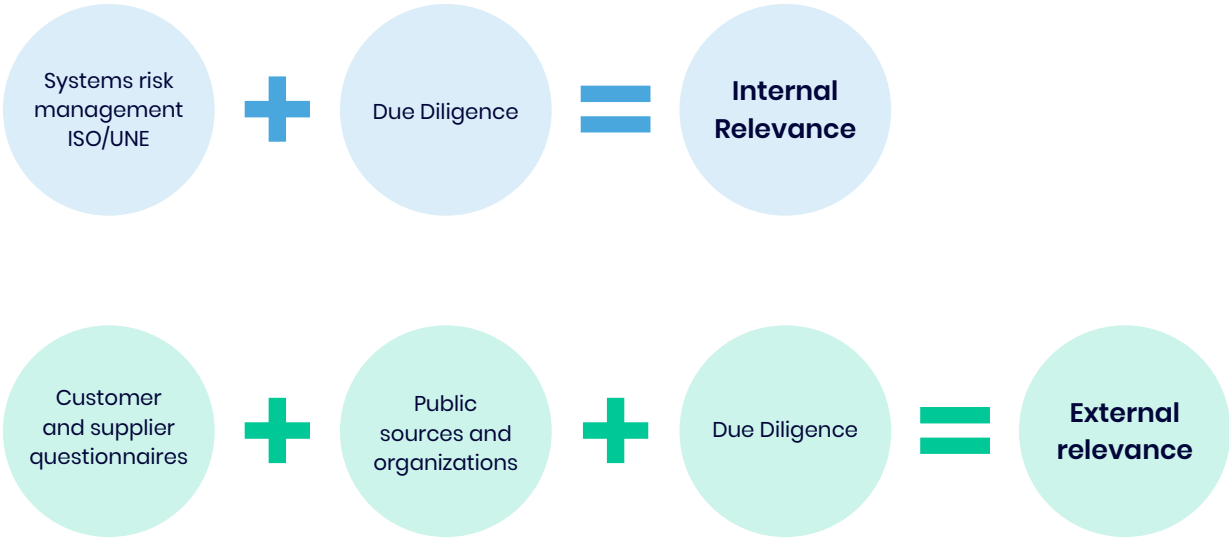 Systems risk
management
ISO/UNE
+
Due Diligence
=
Internal
Relevance
Customer
and supplier
questionnaires
+
Public
sources and
organizations
+
Due Diligence
=
External
relevance